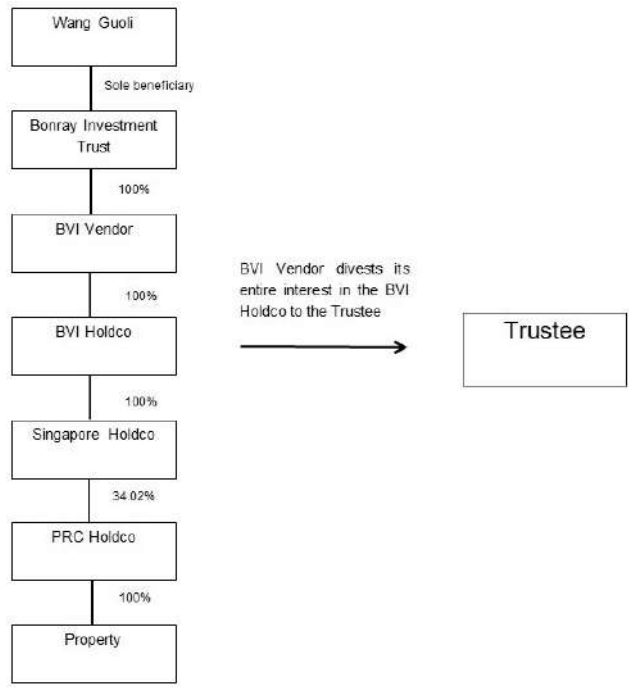 Wang Guoli
Sole beneficiary
Bonray Investment
Trust
100%
BVI Vendor
100%
BVI Holdco
100%
Singapore Holdco
34.02%
PRC Holdco
100%
Property
BVI Vendor divests its
entire interest in the BVI
Holdco to the Trustee
Trustee